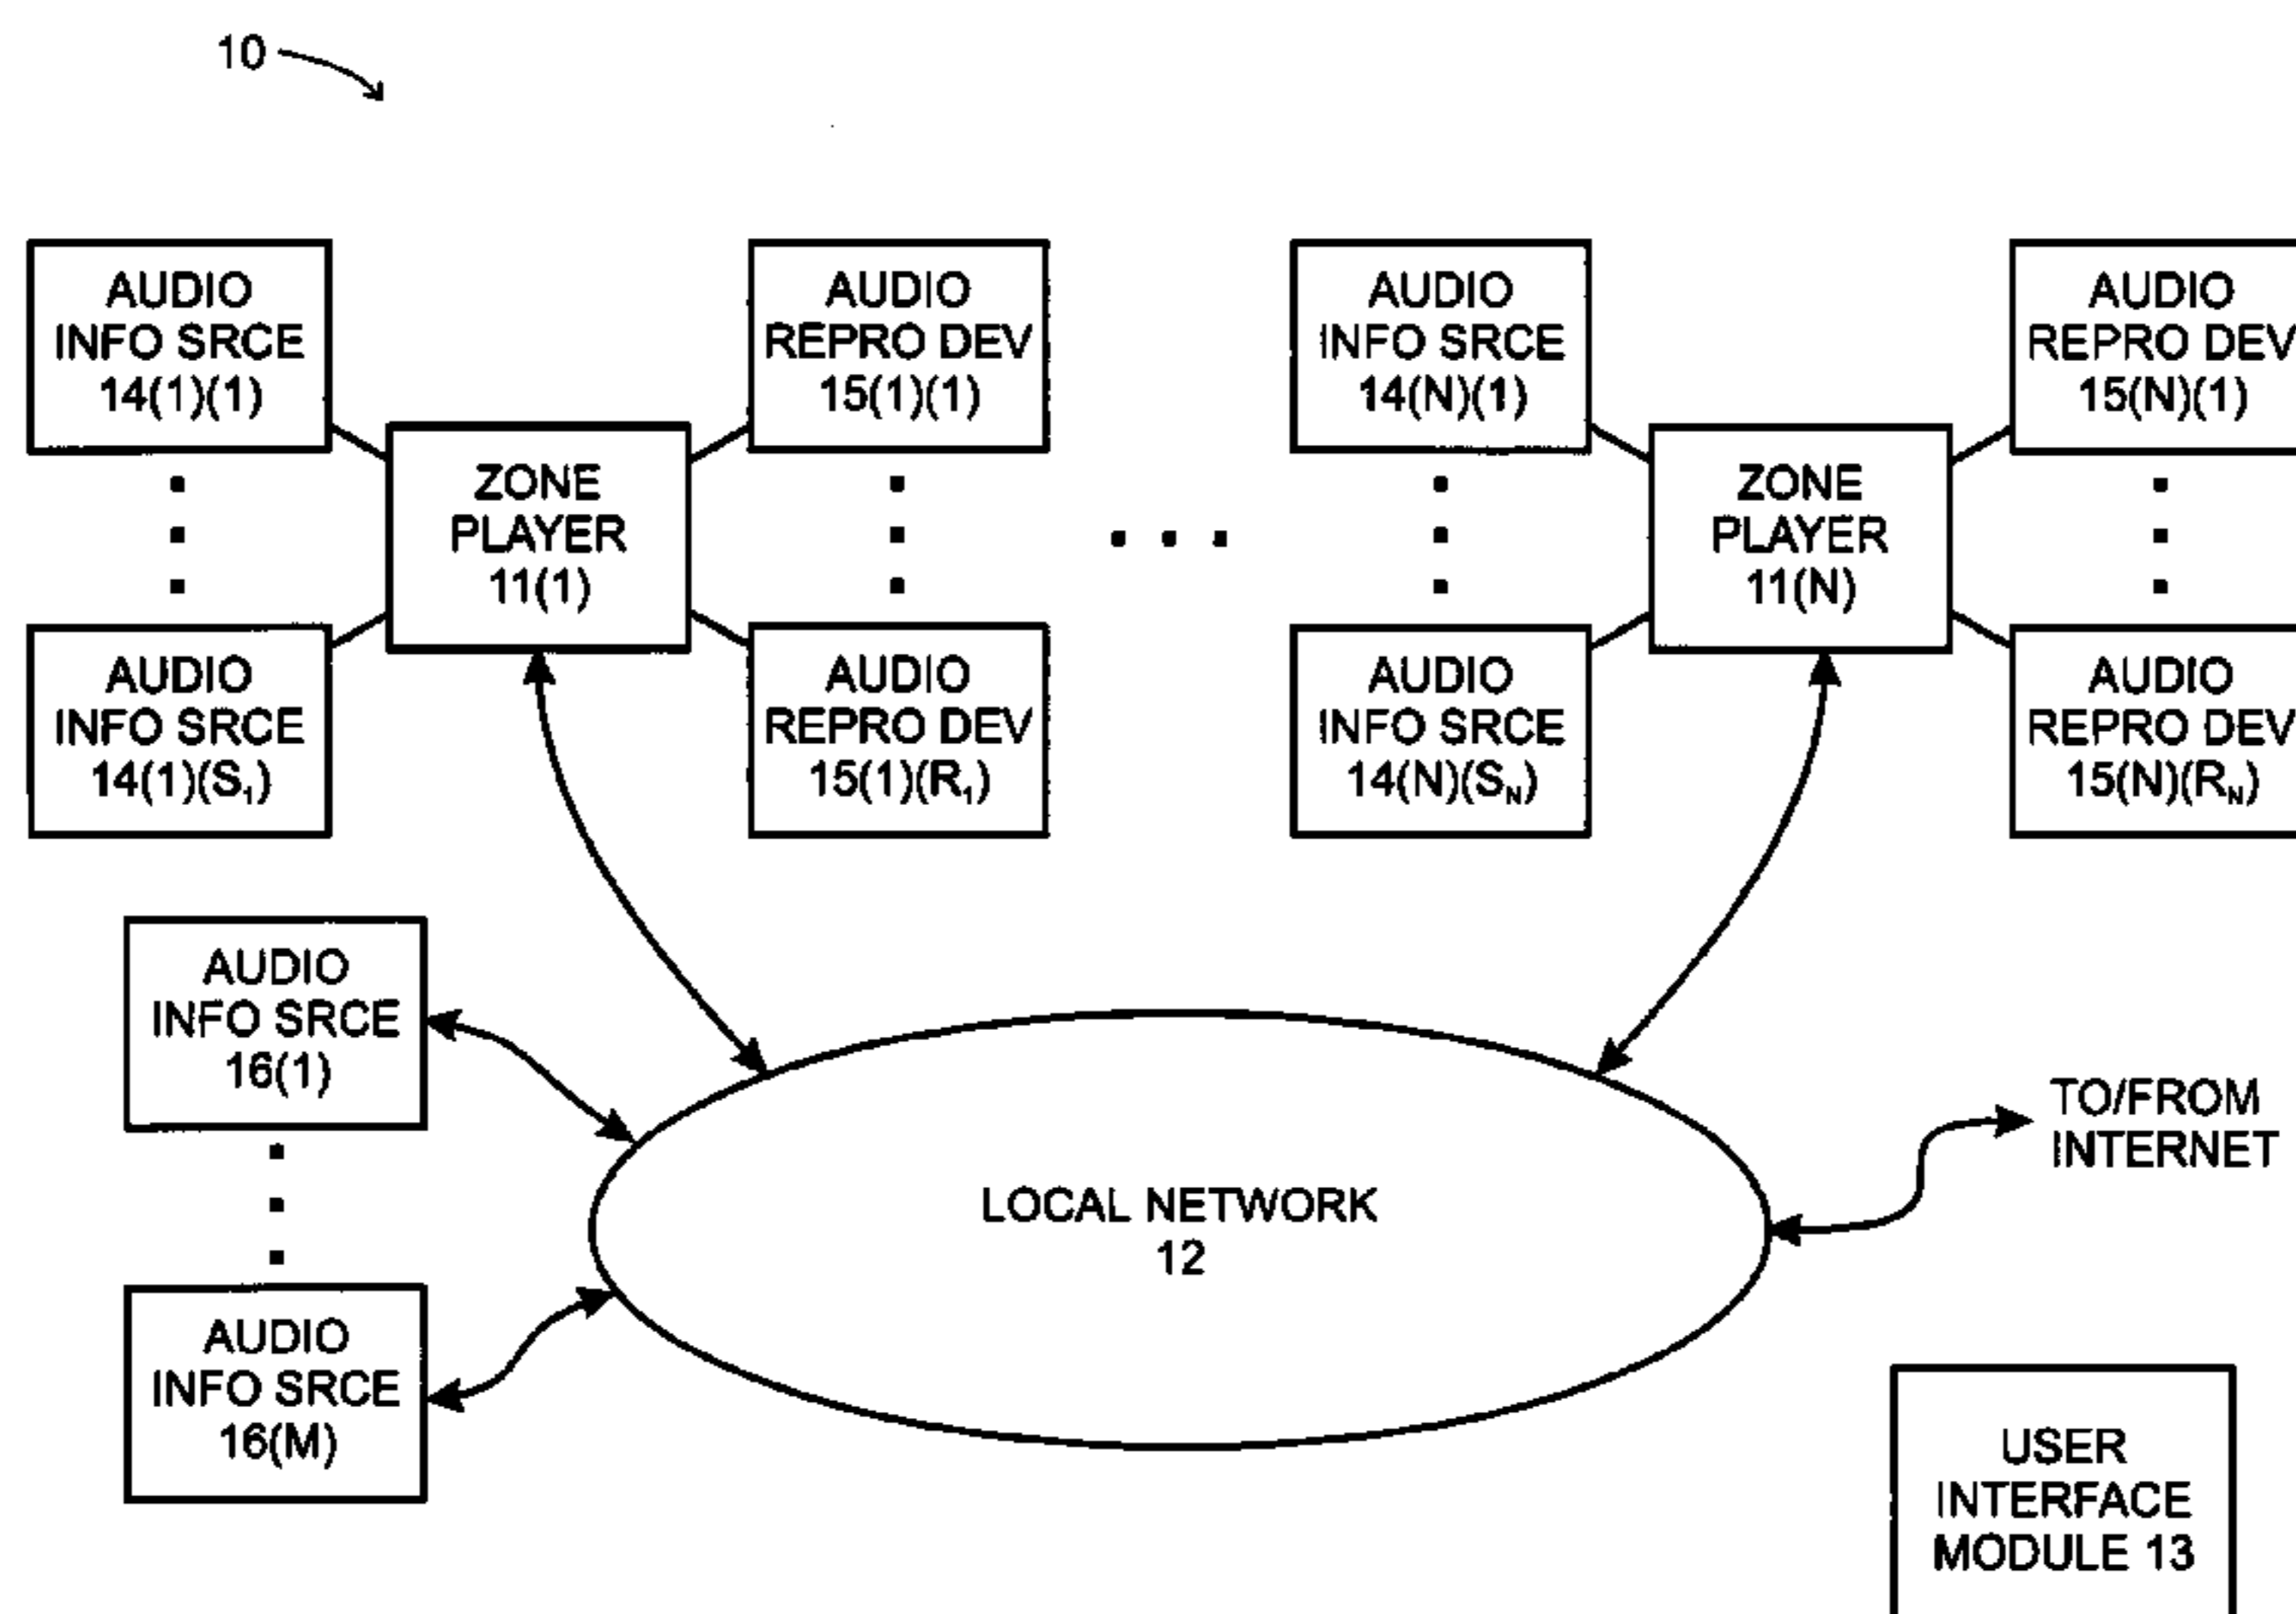 10
AUDIO
INFO SRCE
14(1)(1)
AUDIO
REPRO DEV
15(1)(1)
AUDIO
INFO SRCE
14(N)(1)
AUDIO
REPRO DEV
15(N)(1)
ZONE
PLAYER
11(1)
ZONE
PLAYER
11(N)
AUDIO
INFO SRCE
14(1)(S₁)
AUDIO
REPRO DEV
15(1)(R₁)
AUDIO
INFO SRCE
14(N)(S_N)
AUDIO
REPRO DEV
15(N)(R_N)
AUDIO
INFO SRCE
16(1)
TO/FROM
INTERNET
LOCAL NETWORK
12
AUDIO
INFO SRCE
16(M)
USER
INTERFACE
MODULE 13